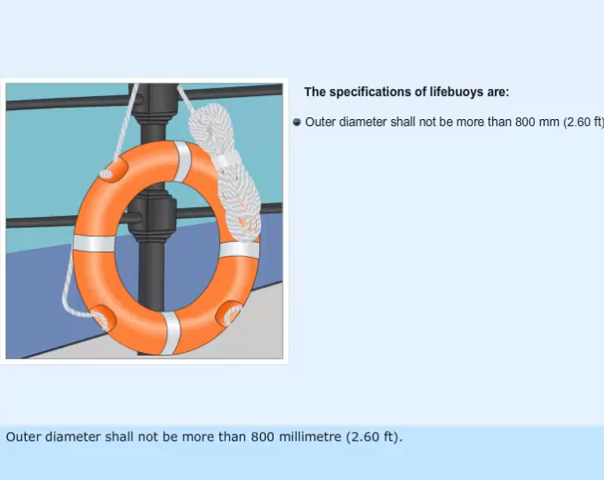 The specifications of lifebuoys are:
Outer diameter shall not be more than 800 mm (2.60 ft)
Outer diameter shall not be more than 800 millimetre (2.60 ft).